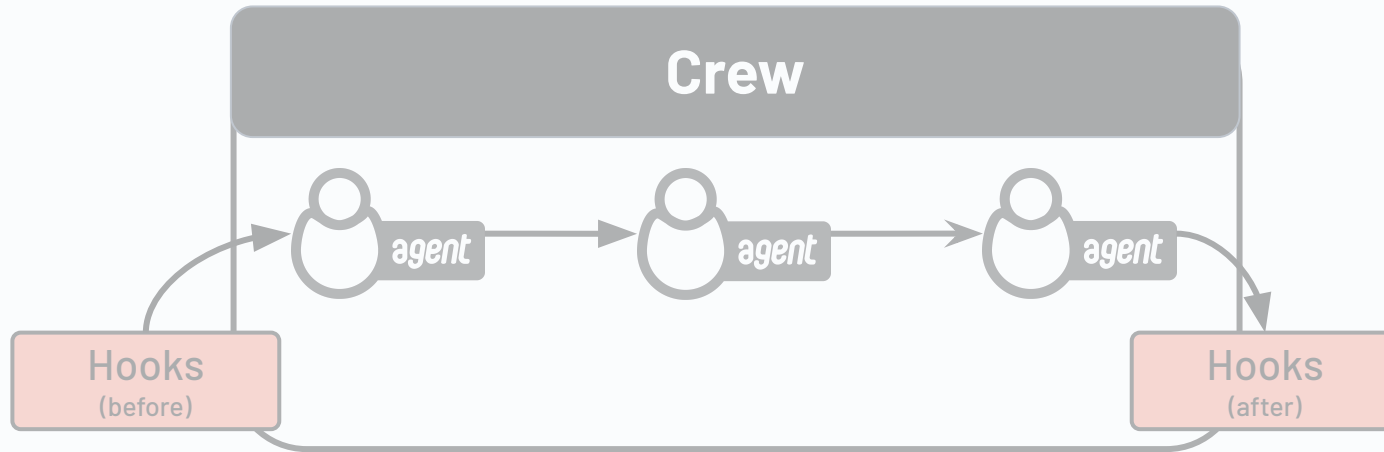 Crew
agent
agent
agent
Hooks
(before)
Hooks
(after)